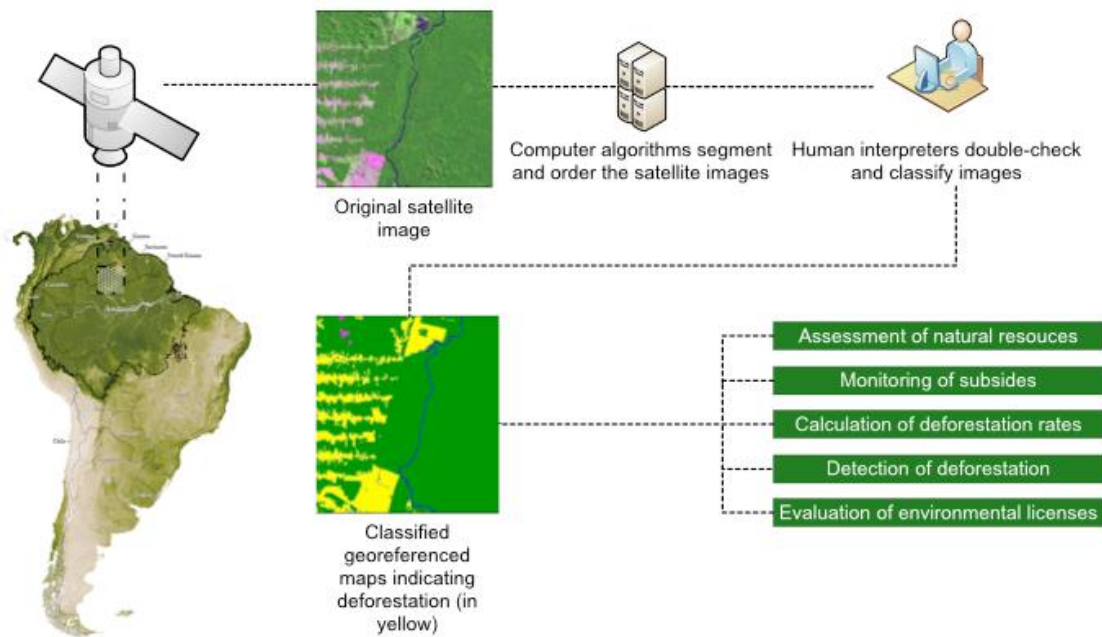 Original satellite
image
Computer algorithms segment
and order the satellite images
Human interpreters double-check
and classify images
Classified
georeferenced
maps indicating
deforestation (in
yellow)
Assessment of natural resouces
Monitoring of subsides
Calculation of deforestation rates
Detection of deforestation
Evaluation of environmental licenses